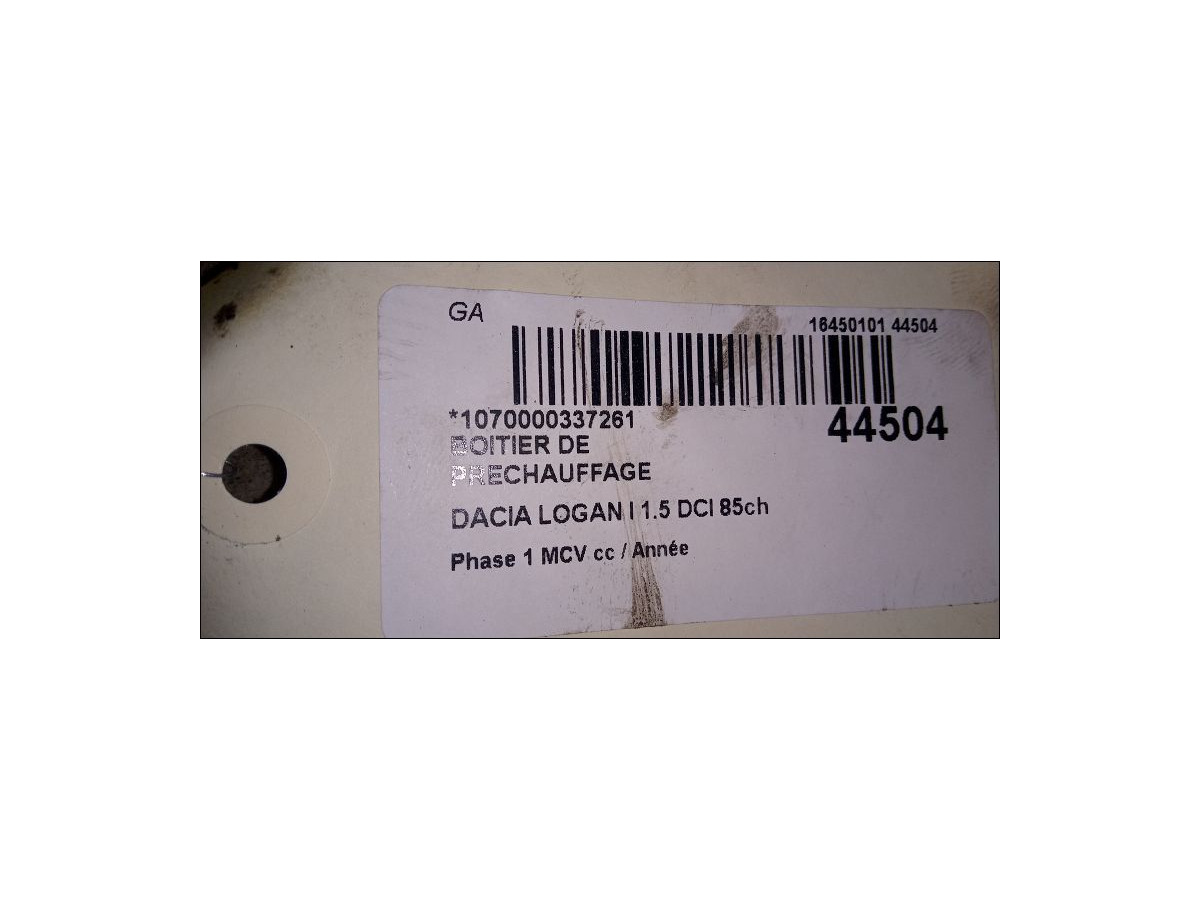 GA
16450101 44504
*1070000337261
44504
BOITIER DE
PRECHAUFFAGE
DACIA LOGAN I 1.5 DCI 85ch
Phase 1 MCV cc / Année